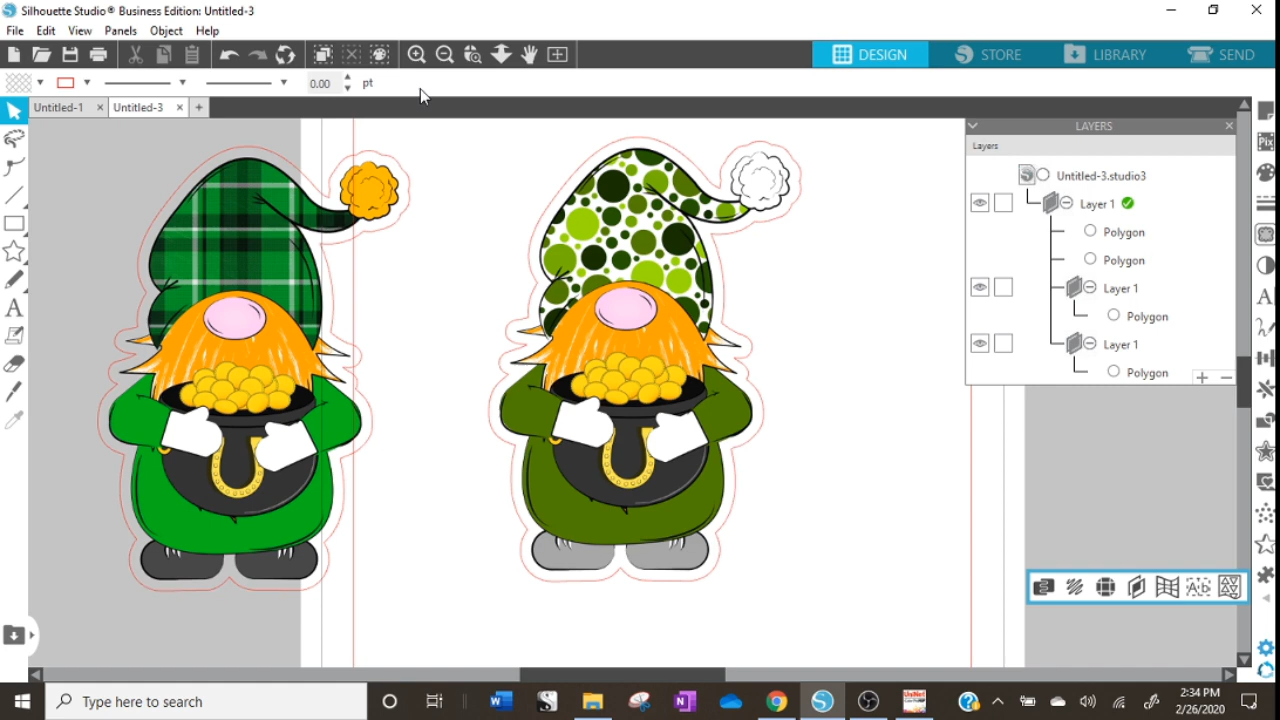 Silhouette Studio® Business Edition: Untitled-3
File Edit View Panels Object Help
DESIGN
STORE
LIBRARY
SEND
0.00 pt
Untitled-1
Untitled-3
LAYERS
Layers
Untitled-3.studio3
Layer 1
Polygon
Polygon
Layer 1
Polygon
Layer 1
Polygon
Type here to search
2:34 PM
2/26/2020